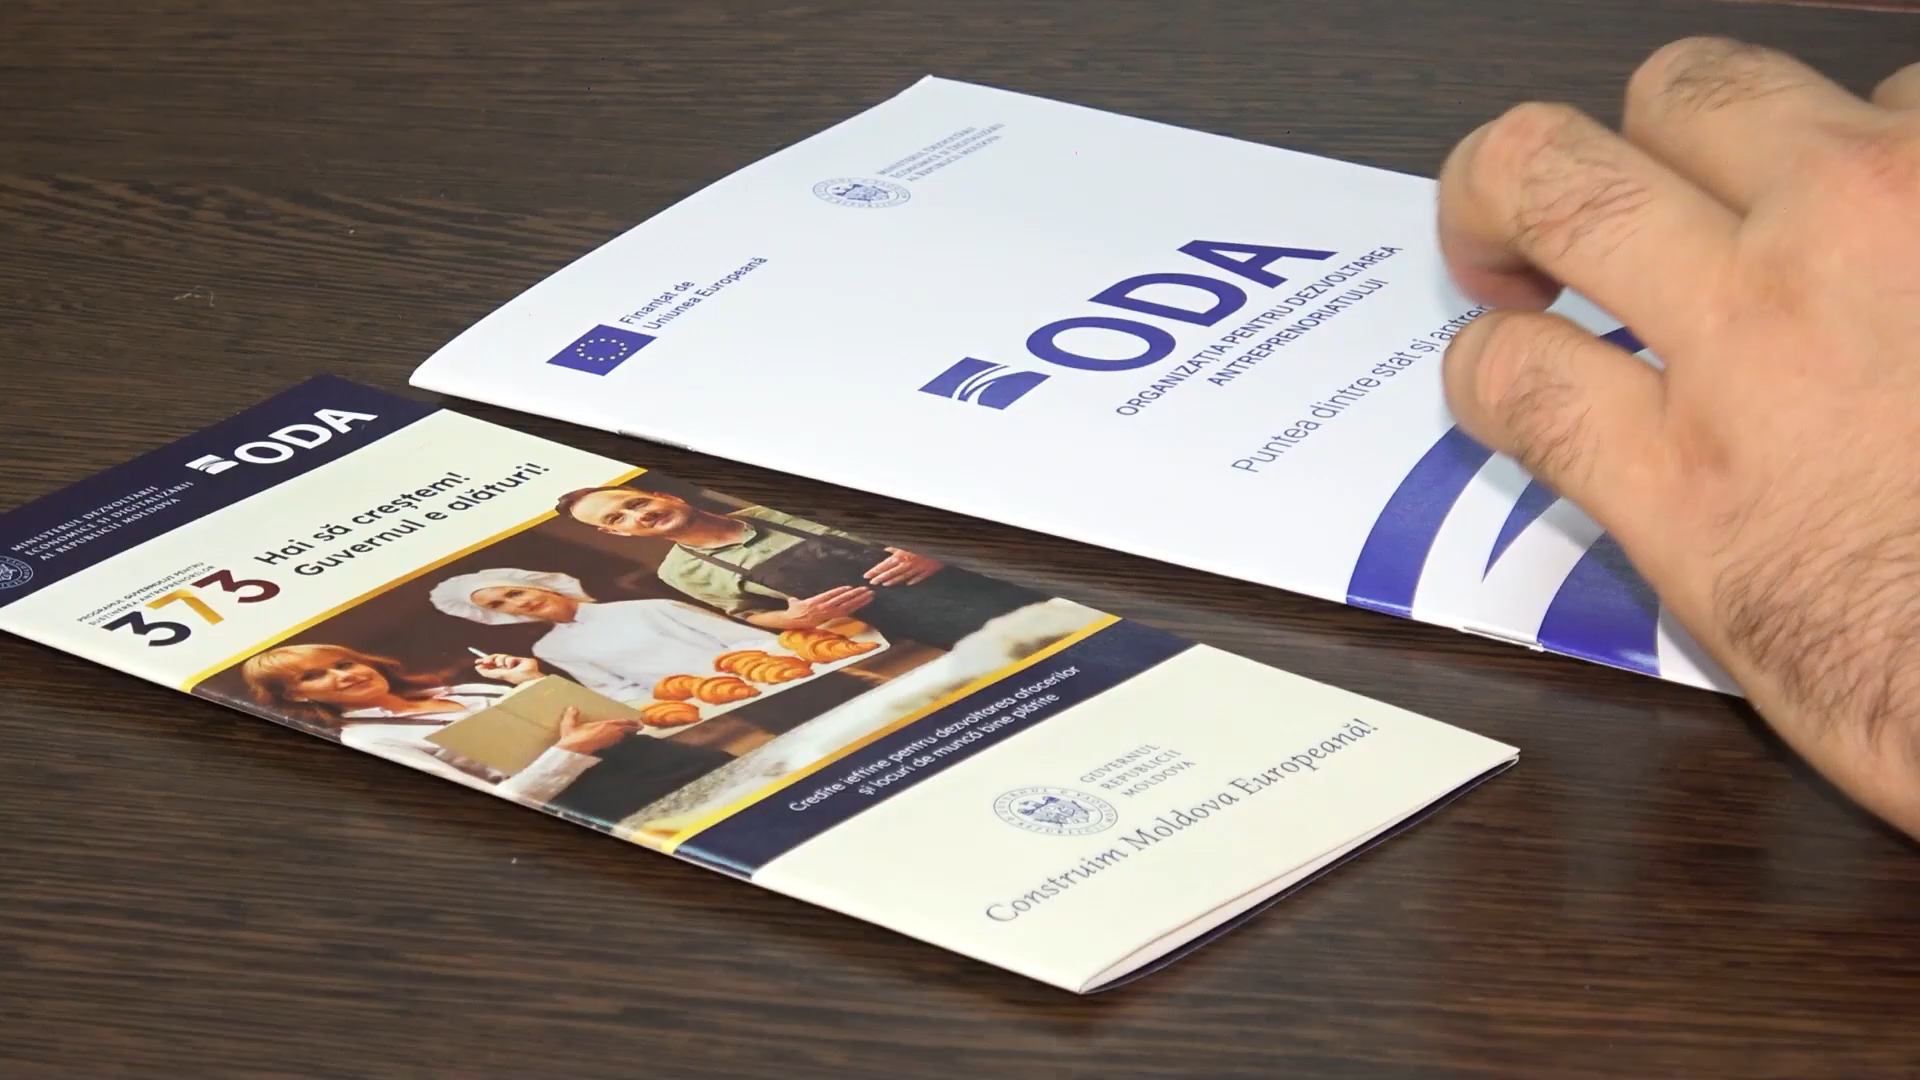 MINISTERUL DEZVOLTĂRII
ECONOMICE ȘI DIGITALIZĂRII
AL REPUBLICII MOLDOVA
Finanțat de
Uniunea Europeană
ODA
ORGANIZAȚIA PENTRU DEZVOLTAREA
ANTREPRENORIATULUI
Puntea dintre stat și antre
MINISTERUL DEZVOLTĂRII
ECONOMICE ȘI DIGITALIZĂRII
AL REPUBLICII MOLDOVA
ODA
PROGRAMUL GUVERNULUI PENTRU
SUSȚINEREA ANTREPRENORILOR
373
Hai să creștem!
Guvernul e alături!
Credite ieftine pentru dezvoltarea afacerilor
și locuri de muncă bine plătite
GUVERNUL
REPUBLICII
MOLDOVA
Construim Moldova Europeană!